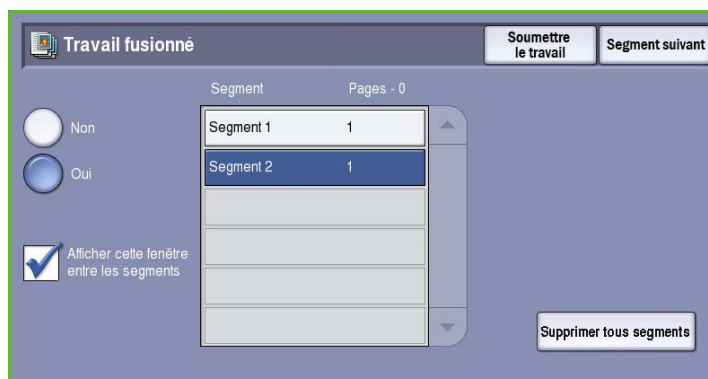 Travail fusionné
Soumettre
le travail
Segment suivant
Segment Pages - 0
Non
Oui
Segment 1 1
Segment 2 1
Afficher cette fenêtre
entre les segments
Supprimer tous segments